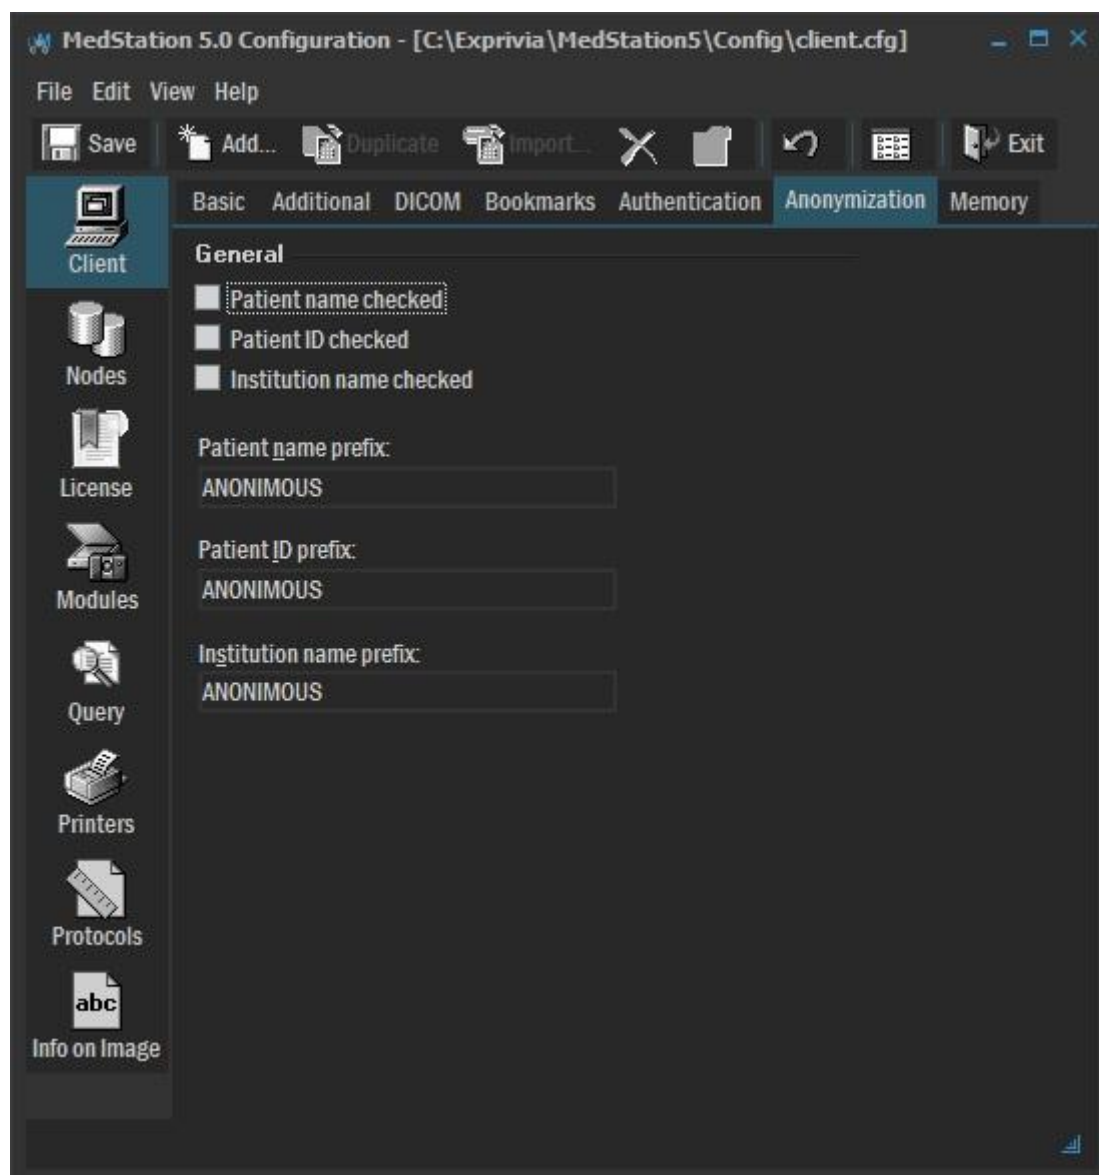 MedStation 5.0 Configuration - [C:\Exprivia\MedStation5\Config\client.cfg]
File Edit View Help
Save Add... Duplicate Import... Exit
Basic Additional DICOM Bookmarks Authentication Anonymization Memory
Client
Nodes
License
Modules
Query
Printers
Protocols
abc
Info on Image
General
Patient name checked
Patient ID checked
Institution name checked
Patient name prefix:
ANONIMOUS
Patient ID prefix:
ANONIMOUS
Institution name prefix:
ANONIMOUS